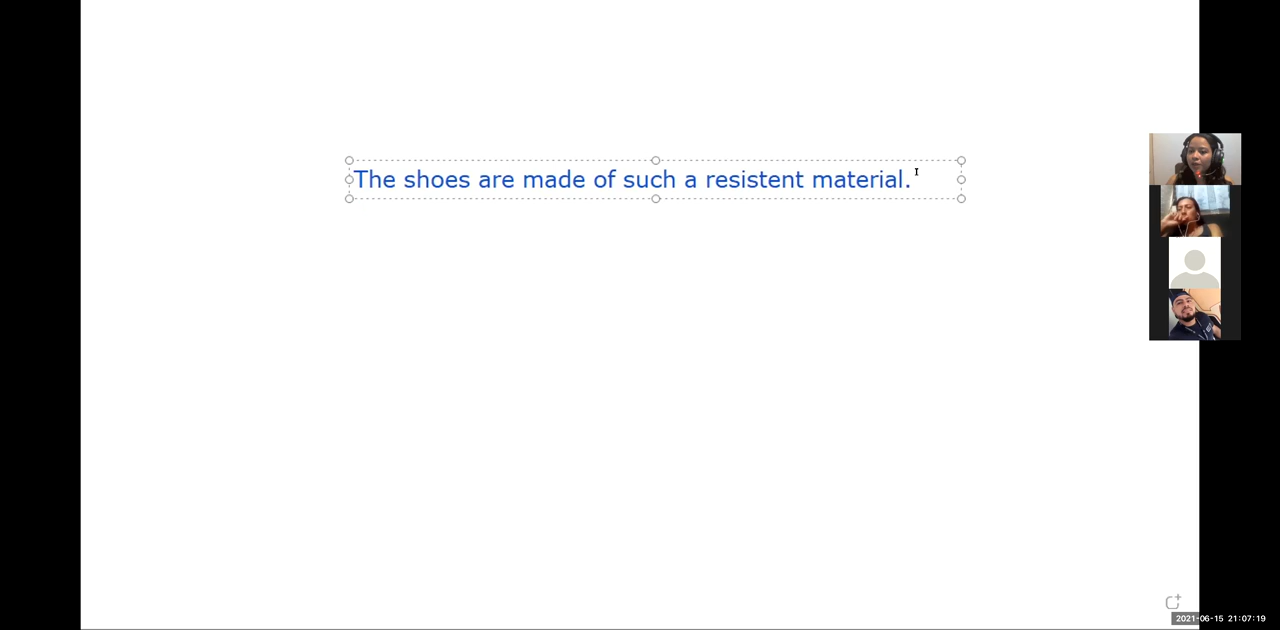 The shoes are made of such a resistent material.
2021-06-15 21:07:19